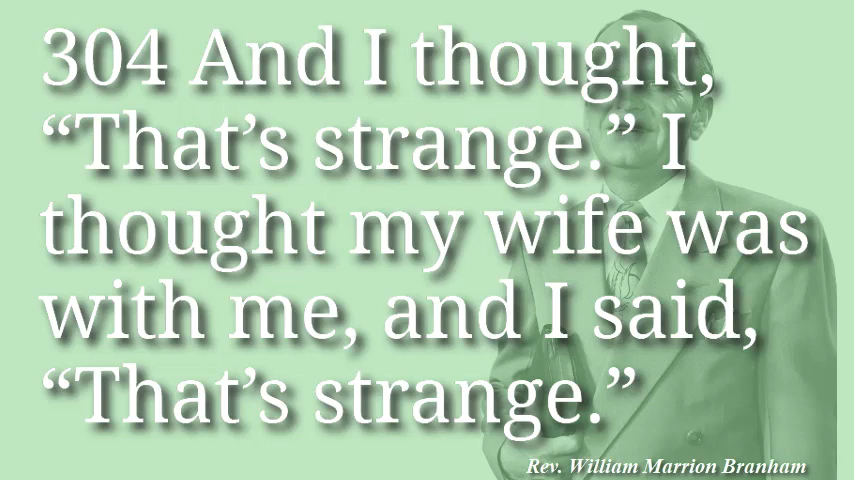 304 And I thought,
“That’s strange.” I
thought my wife was
with me, and I said,
“That’s strange.”
Rev. William Marrion Branham